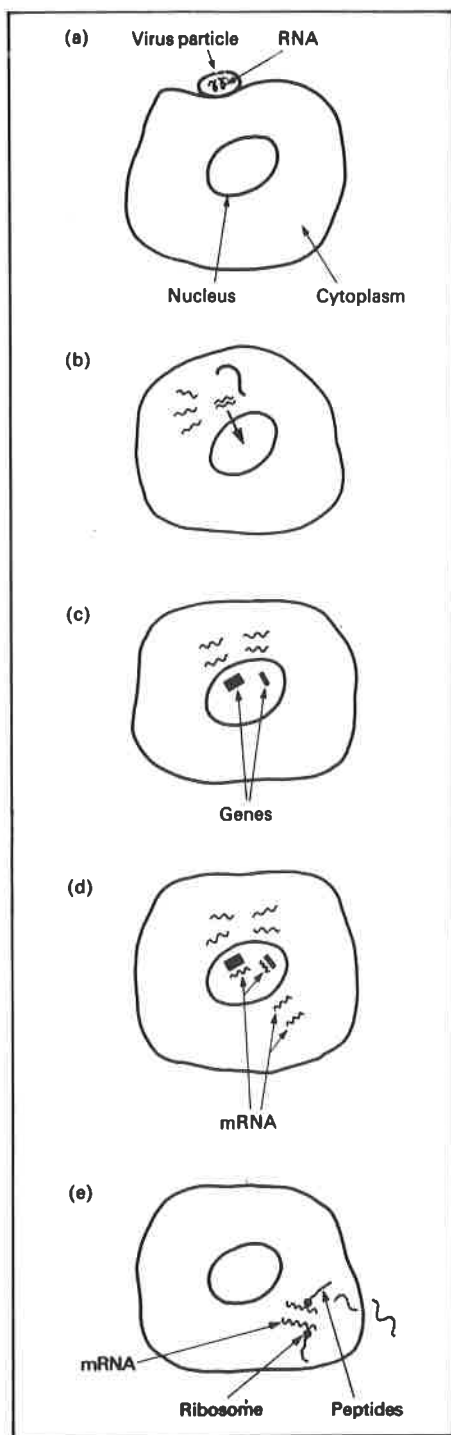 (a)
Virus particle RNA
Nucleus Cytoplasm
(b)
(c)
Genes
(d)
mRNA
(e)
mRNA
Ribosome Peptides